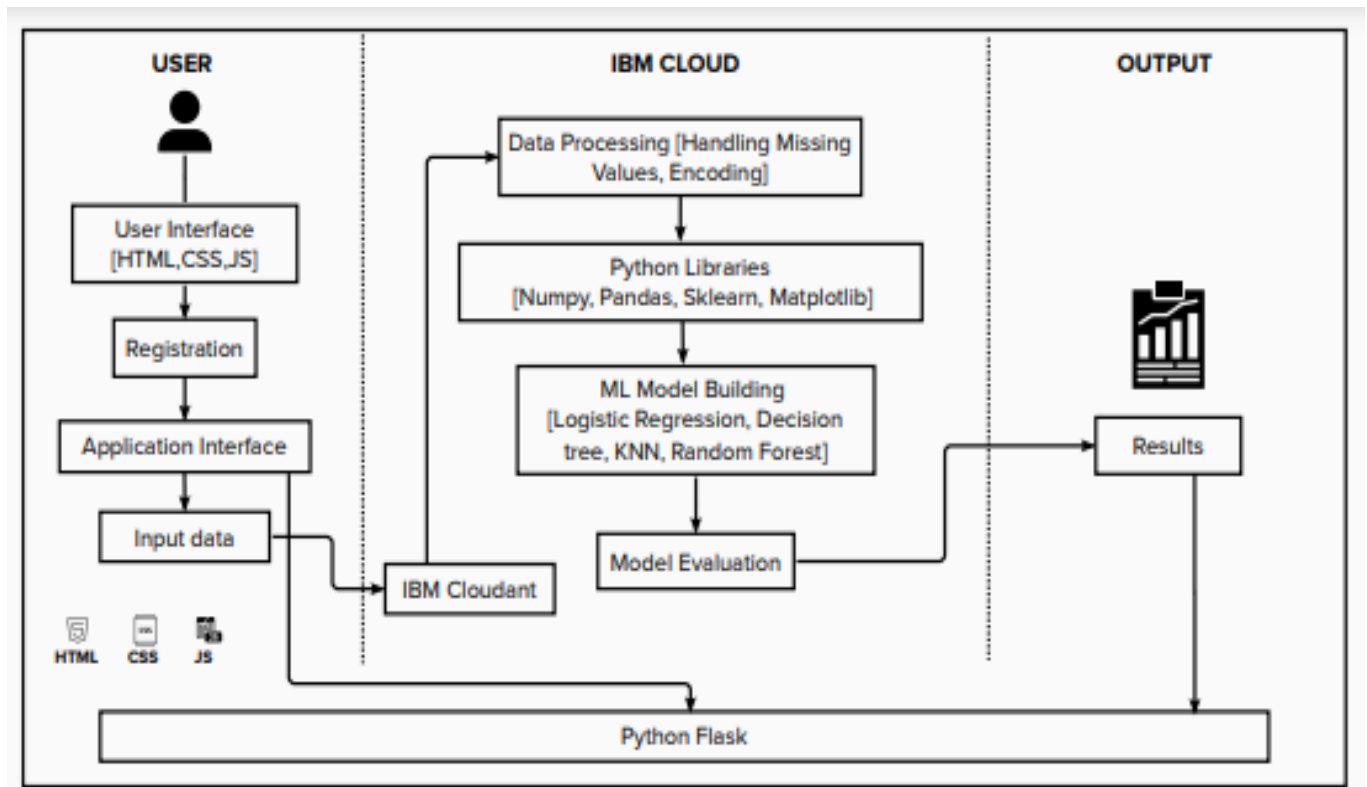 USER
User Interface
[HTML,CSS,JS]
Registration
Application Interface
Input data
HTML
CSS
JS
IBM CLOUD
Data Processing [Handling Missing
Values, Encoding]
Python Libraries
[Numpy, Pandas, Sklearn, Matplotlib]
ML Model Building
[Logistic Regression, Decision
tree, KNN, Random Forest]
Model Evaluation
IBM Cloudant
OUTPUT
Results
Python Flask